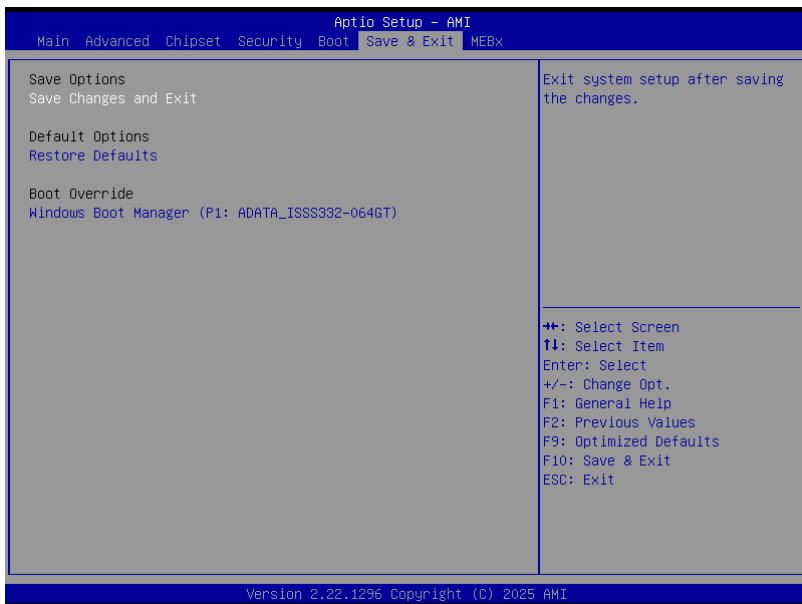 Aptio Setup – AMI
Main Advanced Chipset Security Boot Save & Exit MEBx
Save Options
Save Changes and Exit
Default Options
Restore Defaults
Boot Override
Windows Boot Manager (P1: ADATA_ISSS332-064GT)
Exit system setup after saving
the changes.
→←: Select Screen
↑↓: Select Item
Enter: Select
+/-: Change Opt.
F1: General Help
F2: Previous Values
F9: Optimized Defaults
F10: Save & Exit
ESC: Exit
Version 2.22.1296 Copyright (C) 2025 AMI